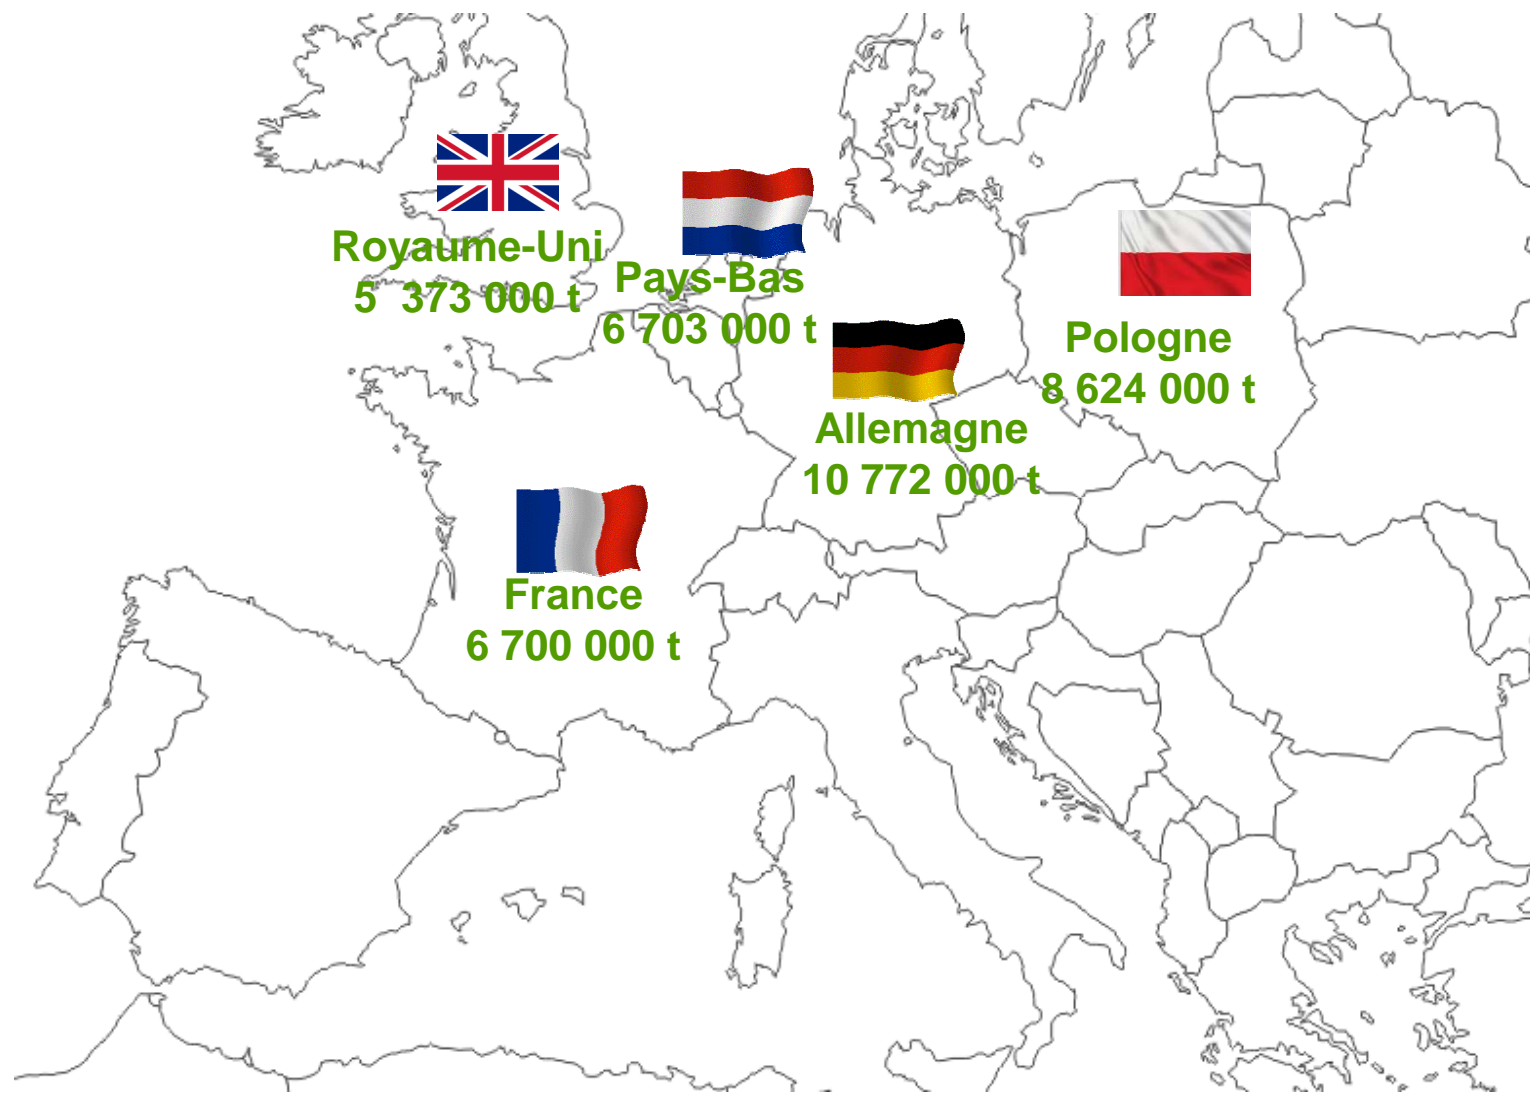 Royaume-Uni
5 373 000 t
Pays-Bas
6 703 000 t
Pologne
8 624 000 t
Allemagne
10 772 000 t
France
6 700 000 t